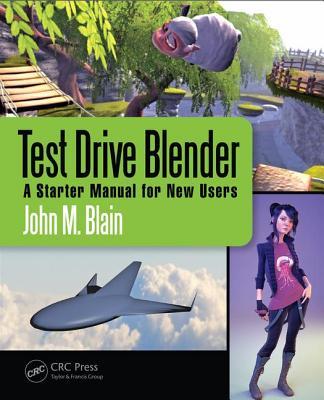 Test Drive Blender
A Starter Manual for New Users
John M. Blain
CRC
CRC Press
Taylor & Francis Group